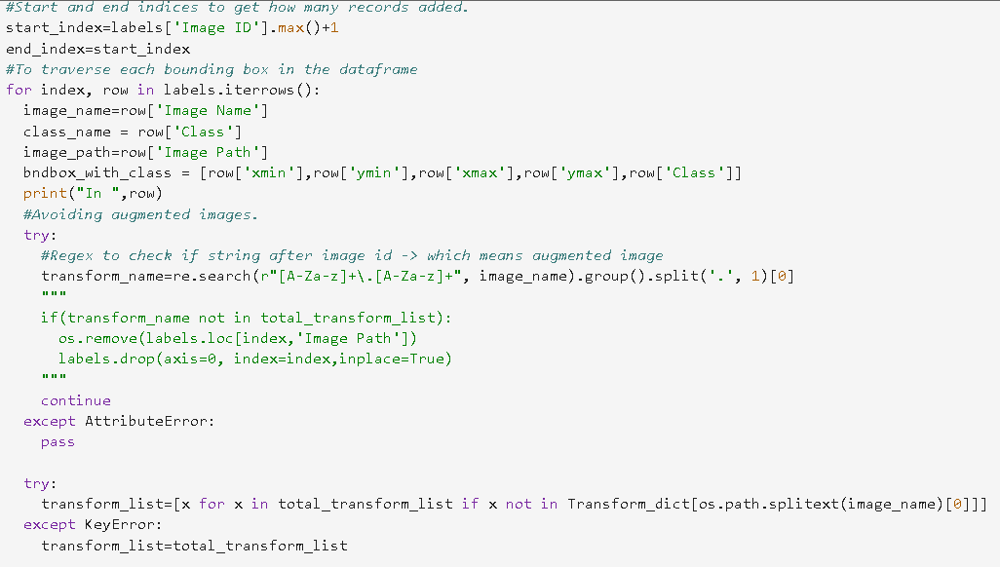 #Start and end indices to get how many records added.
start_index=labels['Image ID'].max()+1
end_index=start_index
#To traverse each bounding box in the dataframe
for index, row in labels.iterrows():
  image_name=row['Image Name']
  class_name = row['Class']
  image_path=row['Image Path']
  bndbox_with_class = [row['xmin'],row['ymin'],row['xmax'],row['ymax'],row['Class']]
  print("In ",row)
  #Avoiding augmented images.
  try:
    #Regex to check if string after image id -> which means augmented image
    transform_name=re.search(r"[A-Za-z]+\.[A-Za-z]+", image_name).group().split('.', 1)[0]
    """
    if(transform_name not in total_transform_list):
      os.remove(labels.loc[index,'Image Path'])
      labels.drop(axis=0, index=index,inplace=True)
    """
    continue
  except AttributeError:
    pass

  try:
    transform_list=[x for x in total_transform_list if x not in Transform_dict[os.path.splitext(image_name)[0]]]
  except KeyError:
    transform_list=total_transform_list